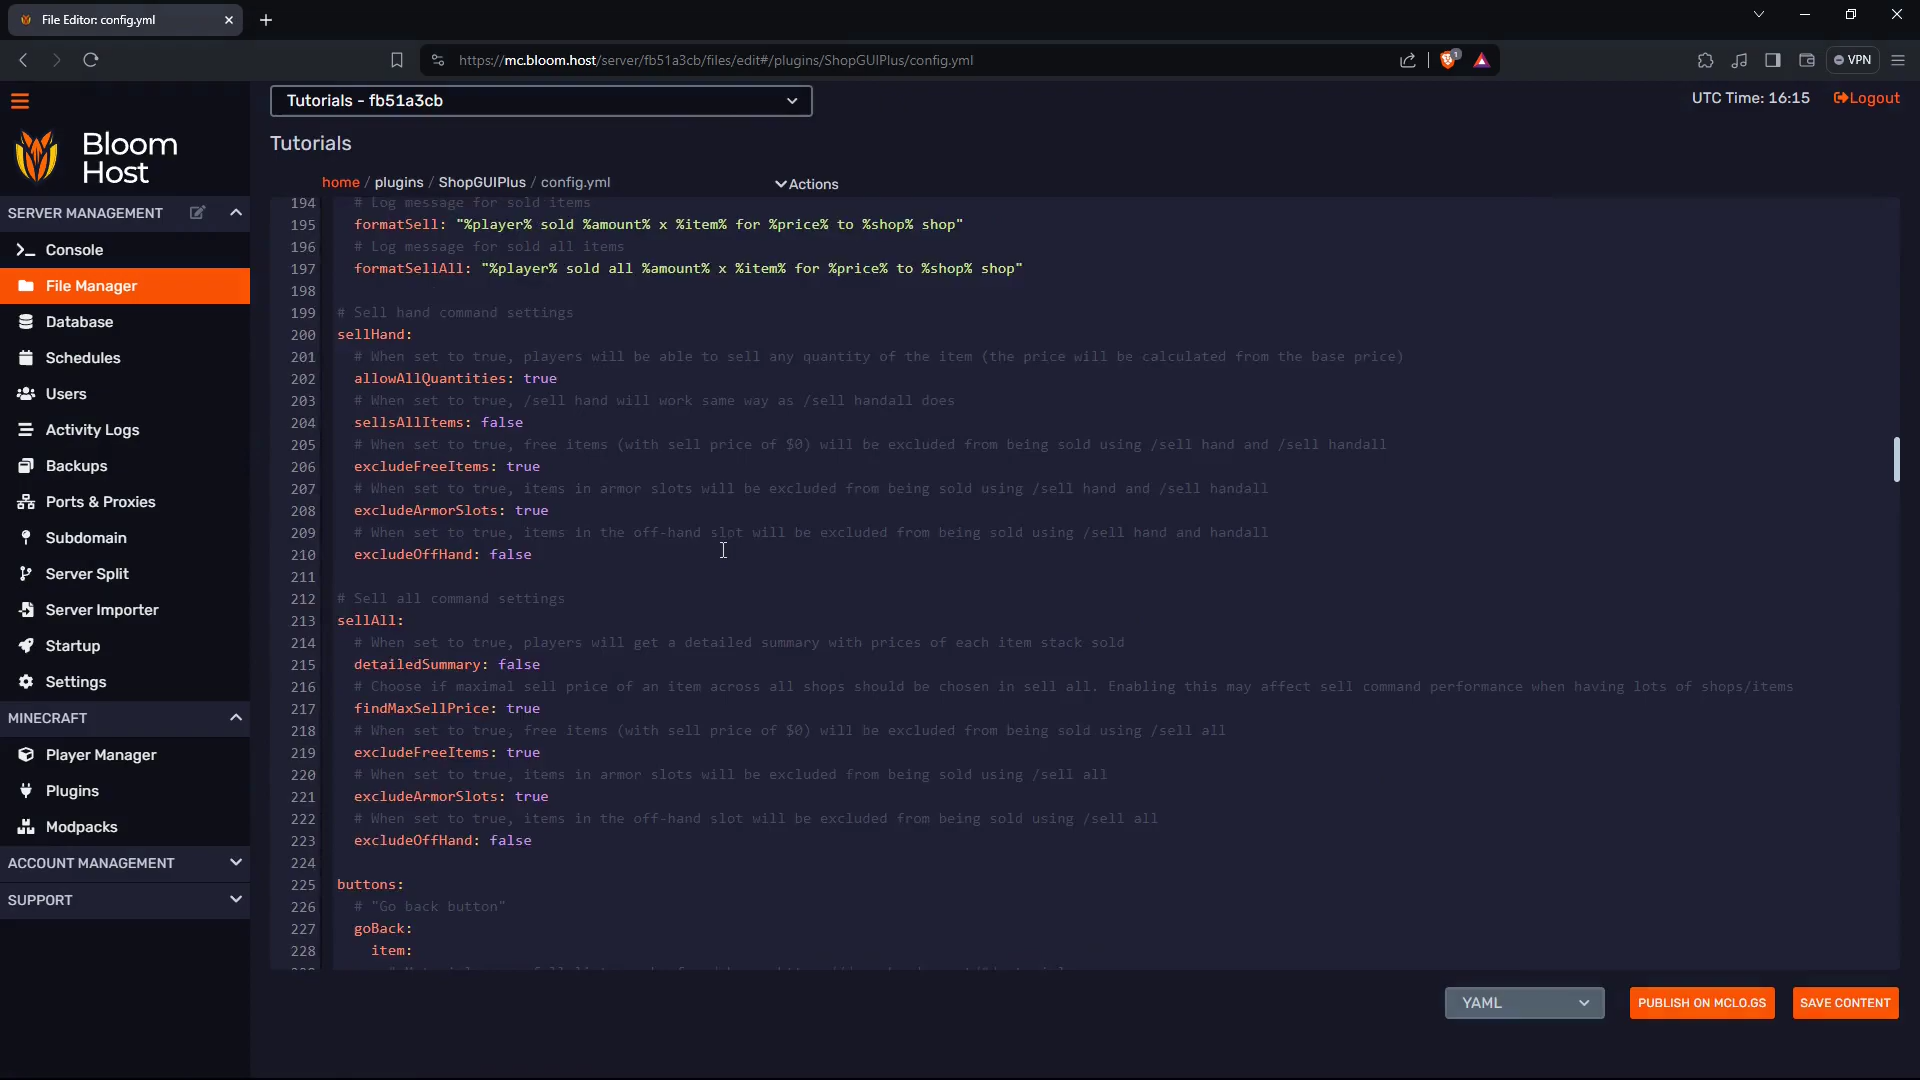 File Editor: config.yml
https://mc.bloom.host/server/fb51a3cb/files/edit#/plugins/ShopGUIPlus/config.yml
1
VPN
Tutorials - fb51a3cb
UTC Time: 16:15
Logout
Bloom
Host
Tutorials
home / plugins / ShopGUIPlus / config.yml
Actions
SERVER MANAGEMENT
Console
File Manager
Database
Schedules
Users
Activity Logs
Backups
Ports & Proxies
Subdomain
Server Split
Server Importer
Startup
Settings
MINECRAFT
Player Manager
Plugins
Modpacks
ACCOUNT MANAGEMENT
SUPPORT
194 # Log message for sold items
195 formatSell: "%player% sold %amount% x %item% for %price% to %shop% shop"
196 # Log message for sold all items
197 formatSellAll: "%player% sold all %amount% x %item% for %price% to %shop% shop"
198
199 # Sell hand command settings
200 sellHand:
201 # When set to true, players will be able to sell any quantity of the item (the price will be calculated from the base price)
202 allowAllQuantities: true
203 # When set to true, /sell hand will work same way as /sell handall does
204 sellsAllItems: false
205 # When set to true, free items (with sell price of $0) will be excluded from being sold using /sell hand and /sell handall
206 excludeFreeItems: true
207 # When set to true, items in armor slots will be excluded from being sold using /sell hand and /sell handall
208 excludeArmorSlots: true
209 # When set to true, items in the off-hand slot will be excluded from being sold using /sell hand and handall
210 excludeOffHand: false
211
212 # Sell all command settings
213 sellAll:
214 # When set to true, players will get a detailed summary with prices of each item stack sold
215 detailedSummary: false
216 # Choose if maximal sell price of an item across all shops should be chosen in sell all. Enabling this may affect sell command performance when having lots of shops/items
217 findMaxSellPrice: true
218 # When set to true, free items (with sell price of $0) will be excluded from being sold using /sell all
219 excludeFreeItems: true
220 # When set to true, items in armor slots will be excluded from being sold using /sell all
221 excludeArmorSlots: true
222 # When set to true, items in the off-hand slot will be excluded from being sold using /sell all
223 excludeOffHand: false
224
225 buttons:
226 # "Go back button"
227 goBack:
228 item:
YAML
PUBLISH ON MCLO.GS
SAVE CONTENT